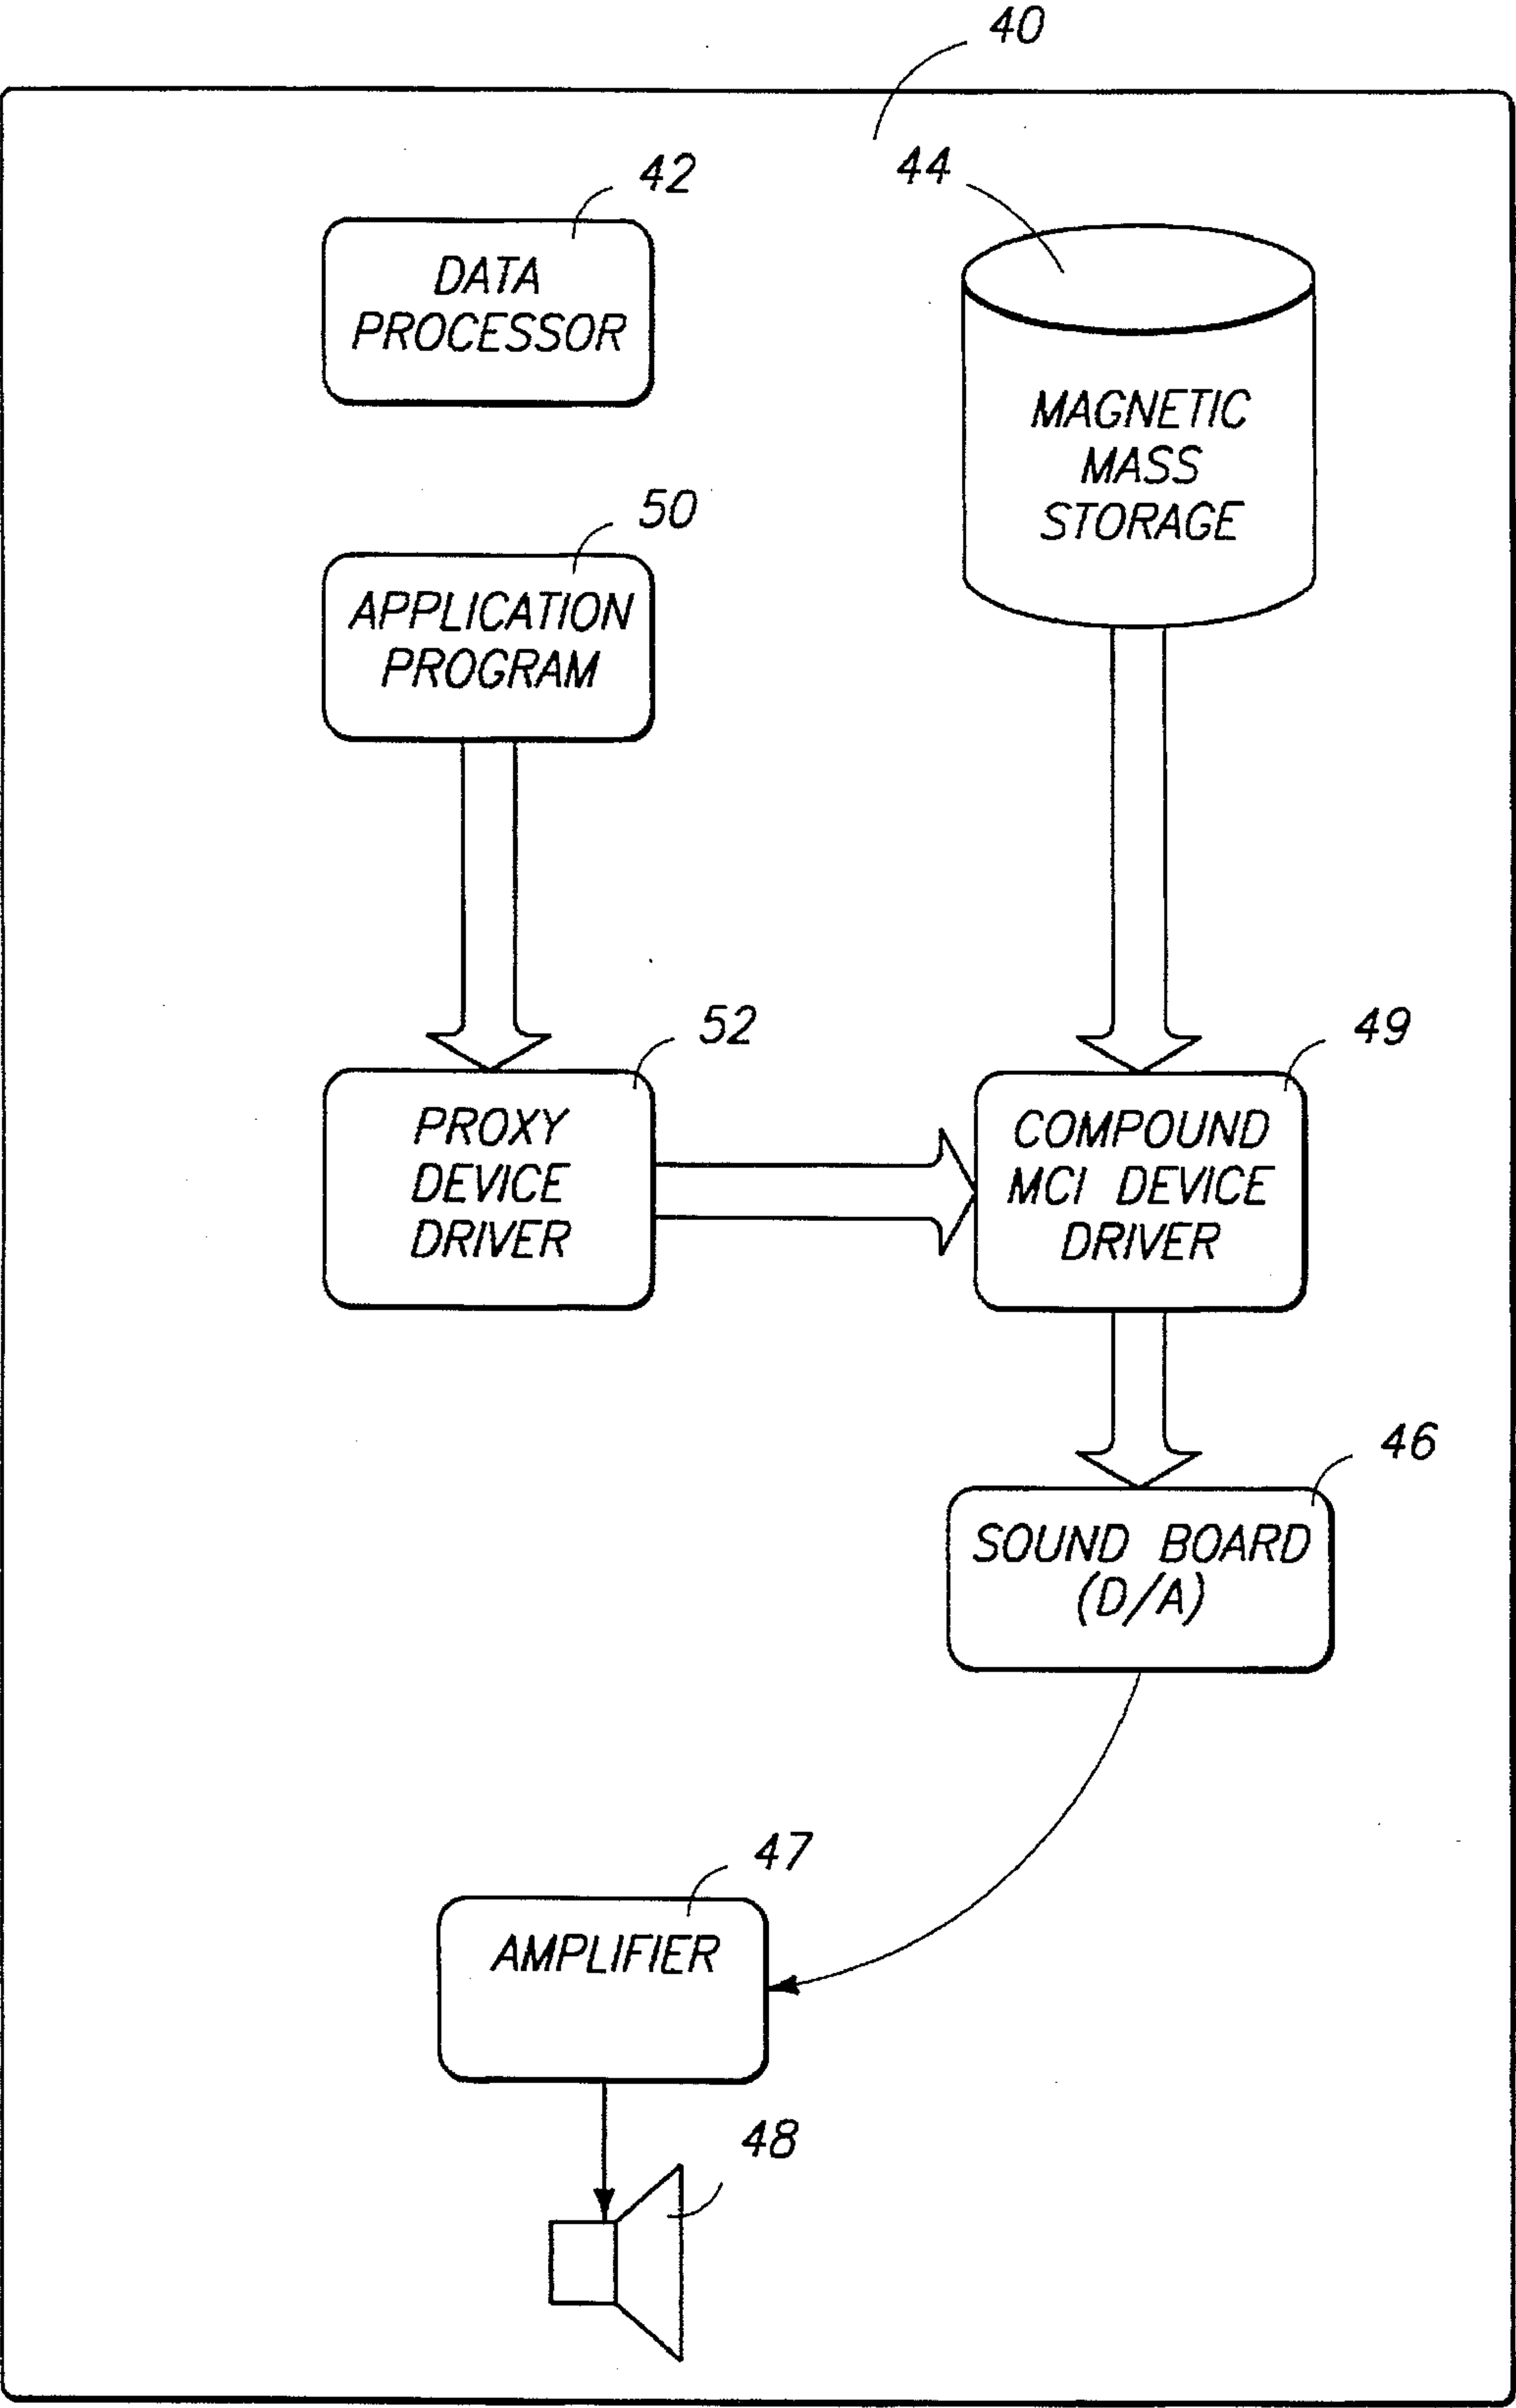 40
42
44
DATA
PROCESSOR
MAGNETIC
MASS
STORAGE
50
APPLICATION
PROGRAM
52
49
PROXY
DEVICE
DRIVER
COMPOUND
MCI DEVICE
DRIVER
46
SOUND BOARD
(D/A)
47
AMPLIFIER
48